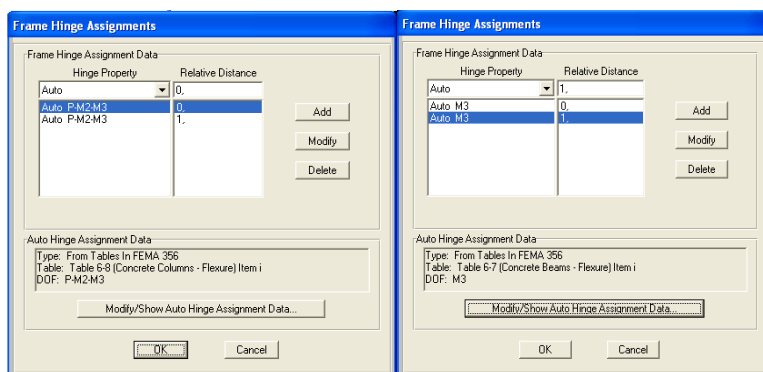 Frame Hinge Assignments
Frame Hinge Assignment Data
Hinge Property Relative Distance
Auto 0,
Auto P-M2-M3 0,
Auto P-M2-M3 1,
Add
Modify
Delete
Auto Hinge Assignment Data
Type: From Tables In FEMA 356
Table: Table 6-8 (Concrete Columns - Flexure) Item i
DOF: P-M2-M3
Modify/Show Auto Hinge Assignment Data...
OK Cancel
Frame Hinge Assignments
Frame Hinge Assignment Data
Hinge Property Relative Distance
Auto 1,
Auto M3 0,
Auto M3 1,
Add
Modify
Delete
Auto Hinge Assignment Data
Type: From Tables In FEMA 356
Table: Table 6-7 (Concrete Beams - Flexure) Item i
DOF: M3
Modify/Show Auto Hinge Assignment Data...
OK Cancel